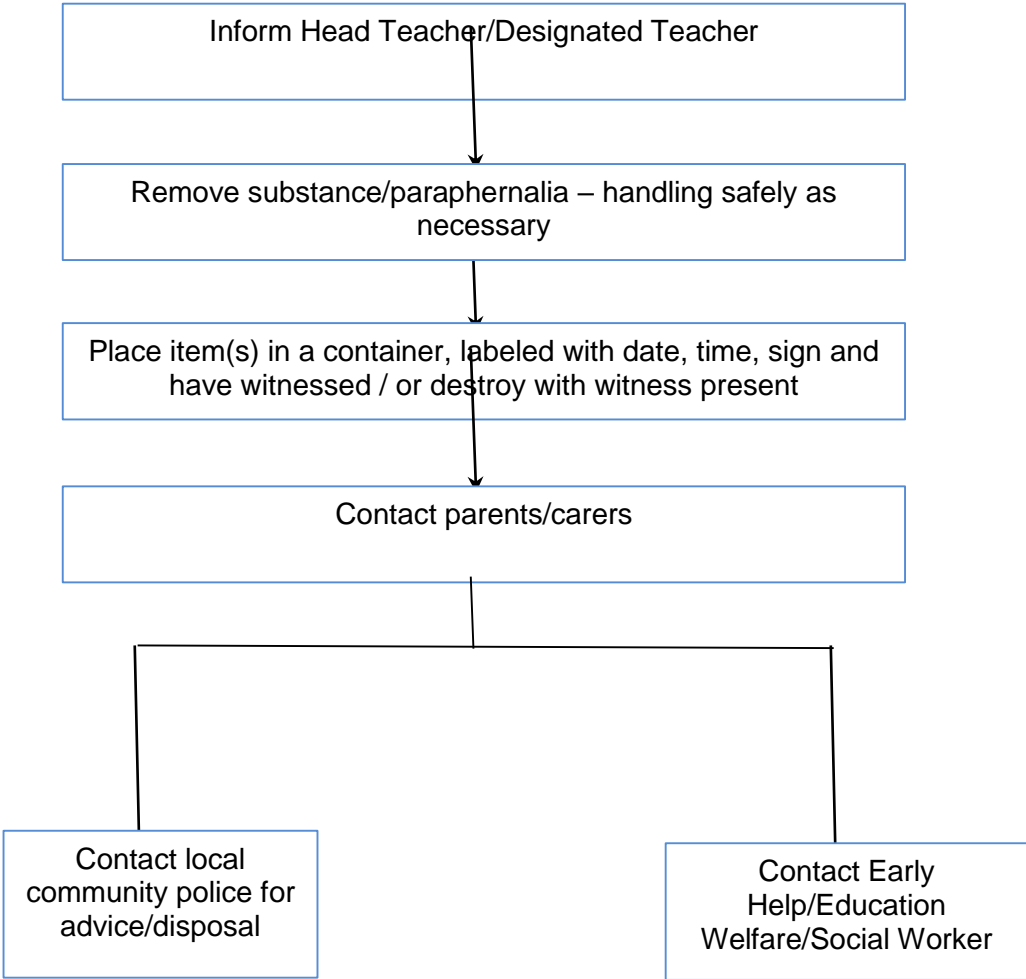 Inform Head Teacher/Designated Teacher
Remove substance/paraphernalia – handling safely as
necessary
Place item(s) in a container, labeled with date, time, sign and
have witnessed / or destroy with witness present
Contact parents/carers
Contact local
community police for
advice/disposal
Contact Early
Help/Education
Welfare/Social Worker